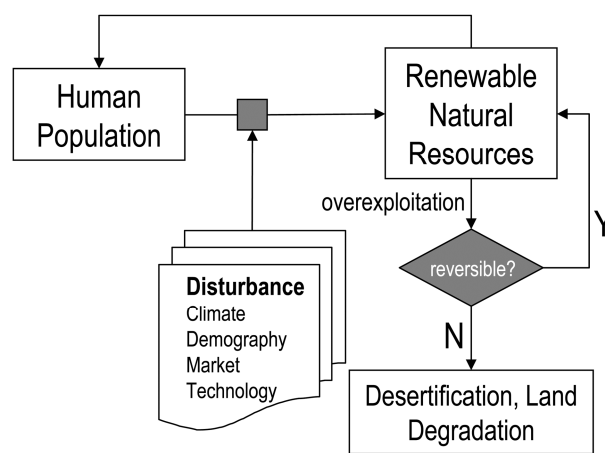 Human
Population
Renewable
Natural
Resources
overexploitation
Y
reversible?
Disturbance
Climate
Demography
Market
Technology
N
Desertification, Land
Degradation